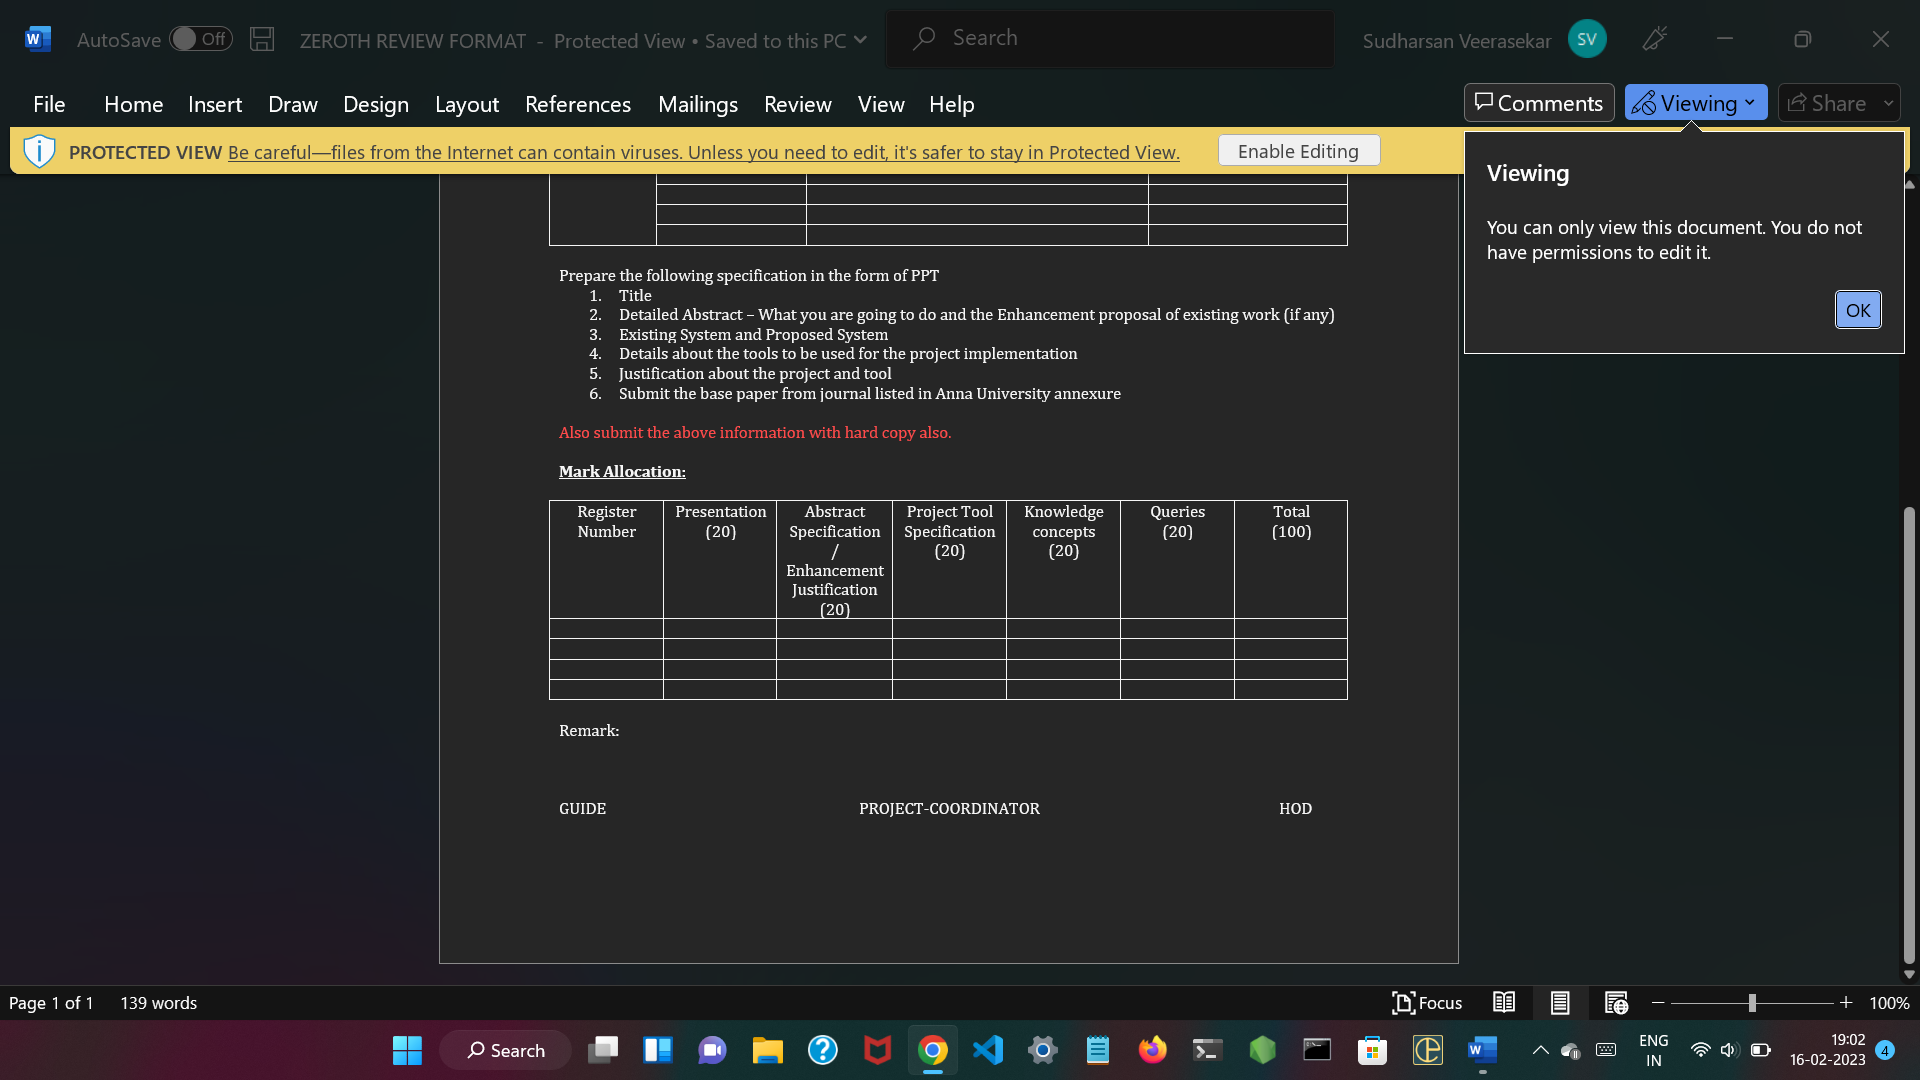 AutoSave Off ZEROTH REVIEW FORMAT - Protected View • Saved to this PC Search Sudharsan Veerasekar SV
File Home Insert Draw Design Layout References Mailings Review View Help Comments Viewing Share
PROTECTED VIEW Be careful—files from the Internet can contain viruses. Unless you need to edit, it's safer to stay in Protected View. Enable Editing
Viewing
You can only view this document. You do not
have permissions to edit it.
OK
Prepare the following specification in the form of PPT
1. Title
2. Detailed Abstract – What you are going to do and the Enhancement proposal of existing work (if any)
3. Existing System and Proposed System
4. Details about the tools to be used for the project implementation
5. Justification about the project and tool
6. Submit the base paper from journal listed in Anna University annexure
Also submit the above information with hard copy also.
Mark Allocation:
Register Number
Presentation (20)
Abstract Specification / Enhancement Justification (20)
Project Tool Specification (20)
Knowledge concepts (20)
Queries (20)
Total (100)
Remark:
GUIDE PROJECT-COORDINATOR HOD
Page 1 of 1 139 words Focus 100%
Search ENG IN 19:02 16-02-2023 4